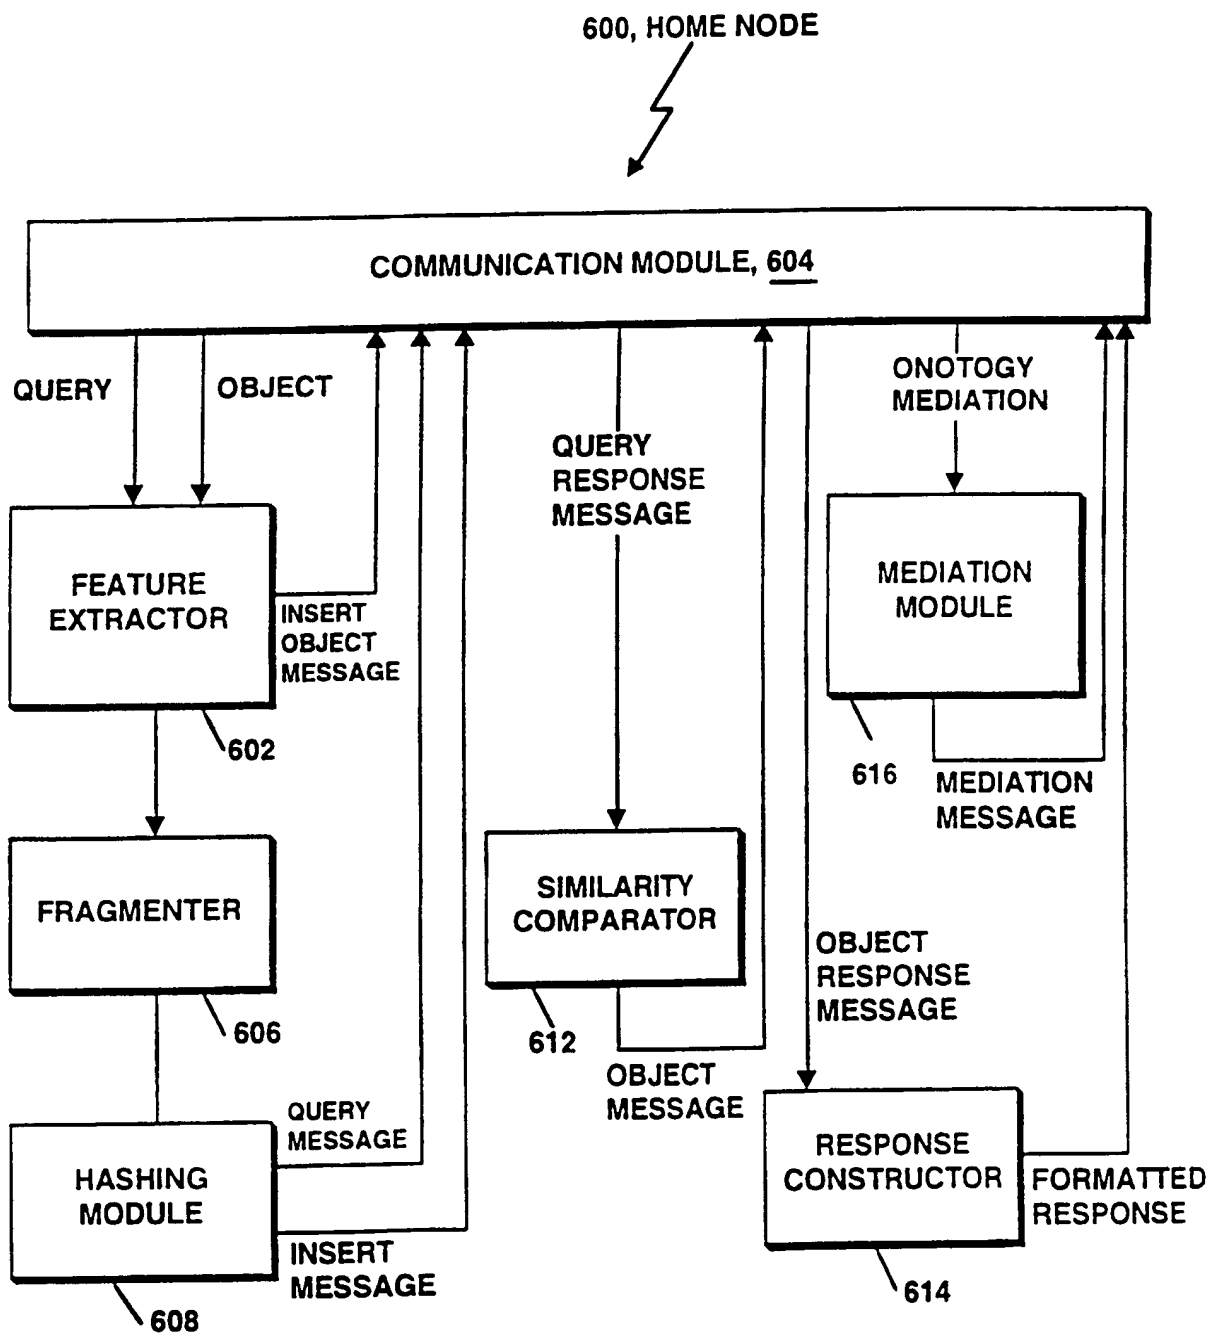 600, HOME NODE
COMMUNICATION MODULE, 604
QUERY
OBJECT
ONOTOGY
MEDIATION
QUERY
RESPONSE
MESSAGE
FEATURE
EXTRACTOR
INSERT
OBJECT
MESSAGE
MEDIATION
MODULE
602
616
MEDIATION
MESSAGE
FRAGMENTER
SIMILARITY
COMPARATOR
OBJECT
RESPONSE
MESSAGE
606
612
OBJECT
MESSAGE
QUERY
MESSAGE
HASHING
MODULE
RESPONSE
CONSTRUCTOR
FORMATTED
RESPONSE
INSERT
MESSAGE
608
614